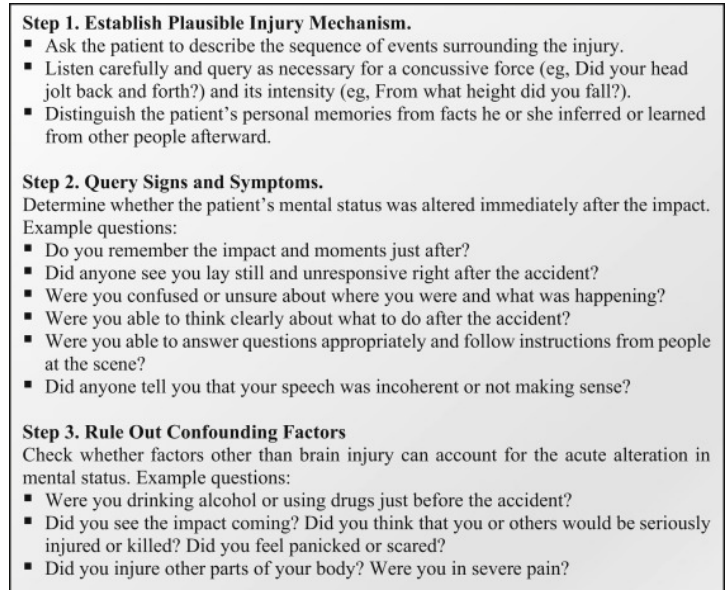 Step 1. Establish Plausible Injury Mechanism.
▪ Ask the patient to describe the sequence of events surrounding the injury.
▪ Listen carefully and query as necessary for a concussive force (eg, Did your head
jolt back and forth?) and its intensity (eg, From what height did you fall?).
▪ Distinguish the patient's personal memories from facts he or she inferred or learned
from other people afterward.
Step 2. Query Signs and Symptoms.
Determine whether the patient's mental status was altered immediately after the impact.
Example questions:
▪ Do you remember the impact and moments just after?
▪ Did anyone see you lay still and unresponsive right after the accident?
▪ Were you confused or unsure about where you were and what was happening?
▪ Were you able to think clearly about what to do after the accident?
▪ Were you able to answer questions appropriately and follow instructions from people
at the scene?
▪ Did anyone tell you that your speech was incoherent or not making sense?
Step 3. Rule Out Confounding Factors
Check whether factors other than brain injury can account for the acute alteration in
mental status. Example questions:
▪ Were you drinking alcohol or using drugs just before the accident?
▪ Did you see the impact coming? Did you think that you or others would be seriously
injured or killed? Did you feel panicked or scared?
▪ Did you injure other parts of your body? Were you in severe pain?